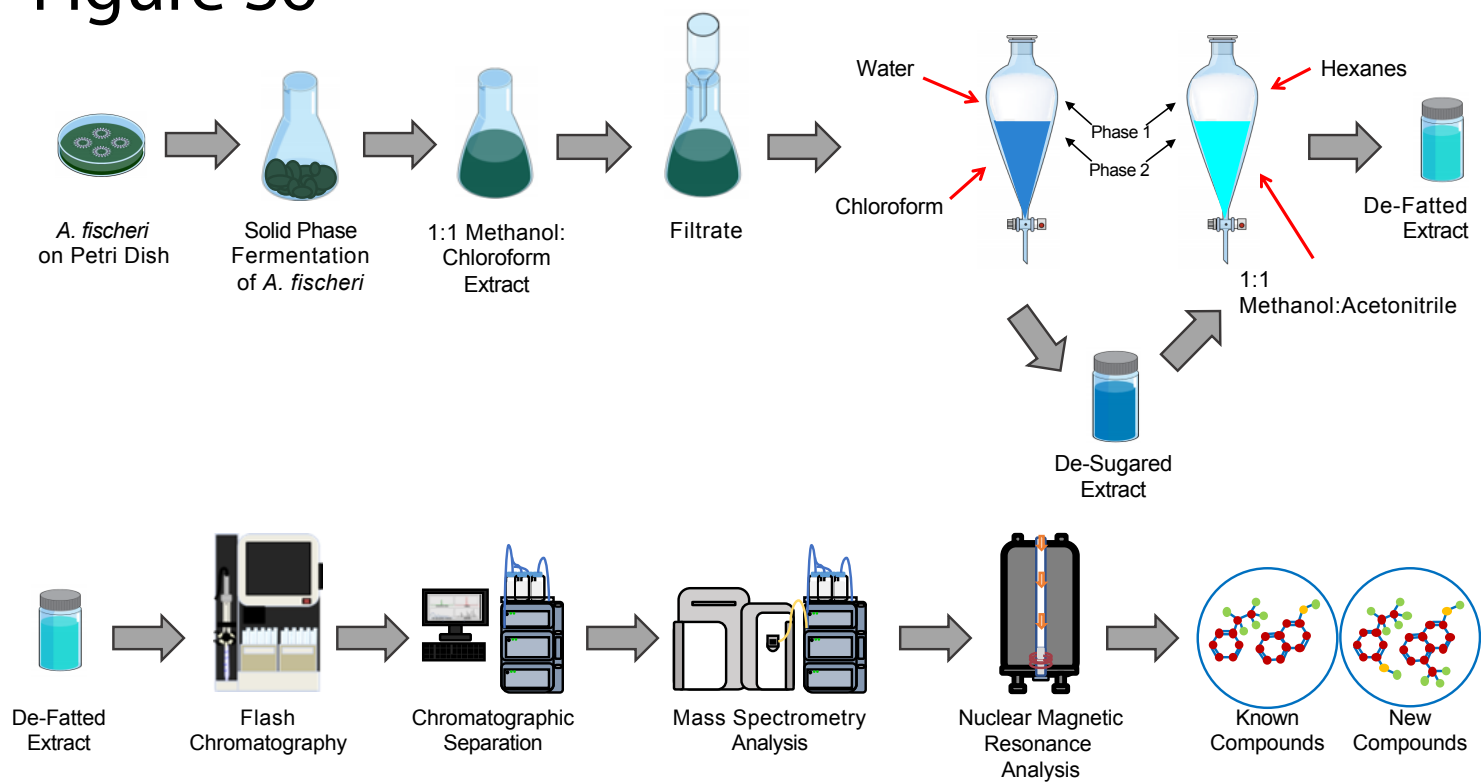 Figure S6
A. fischeri
on Petri Dish
Solid Phase
Fermentation
of A. fischeri
1:1 Methanol:
Chloroform
Extract
Filtrate
Water
Chloroform
Phase 1
Phase 2
Hexanes
1:1
Methanol:Acetonitrile
De-Fatted
Extract
De-Sugared
Extract
De-Fatted
Extract
Flash
Chromatography
Chromatographic
Separation
Mass Spectrometry
Analysis
Nuclear Magnetic
Resonance
Analysis
Known
Compounds
New
Compounds